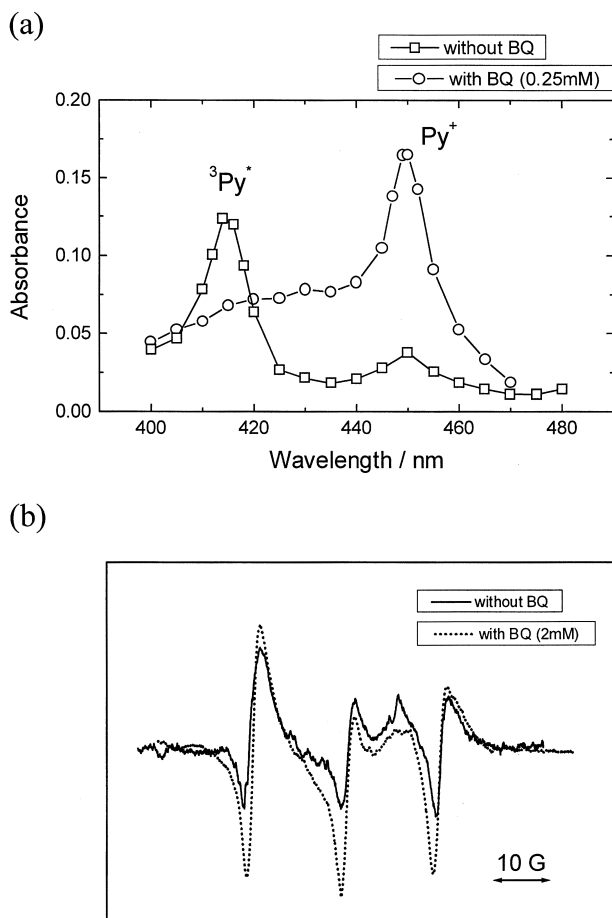 (a)
without BQ
with BQ (0.25mM)
0.20
0.15
0.10
0.05
0.00
Absorbance
³Py*
Py⁺
400
420
440
460
480
Wavelength / nm
(b)
without BQ
with BQ (2mM)
10 G